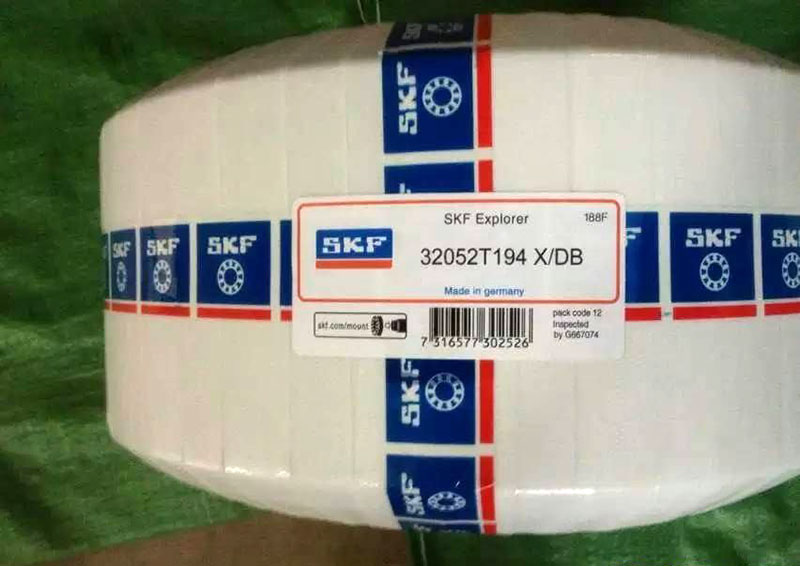 SKF
SKF Explorer
188F
SKF
32052T194 X/DB
Made in germany
skf.com/mount
7 316577 302526
pack code 12
Inspected
by G667074
SKF
SKF
SKF
SKF
SKF
SKF
SKF
SKF